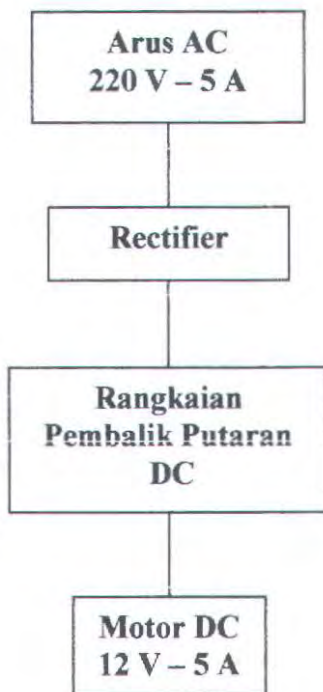 Arus AC
220 V – 5 A
Rectifier
Rangkaian
Pembalik Putaran
DC
Motor DC
12 V – 5 A